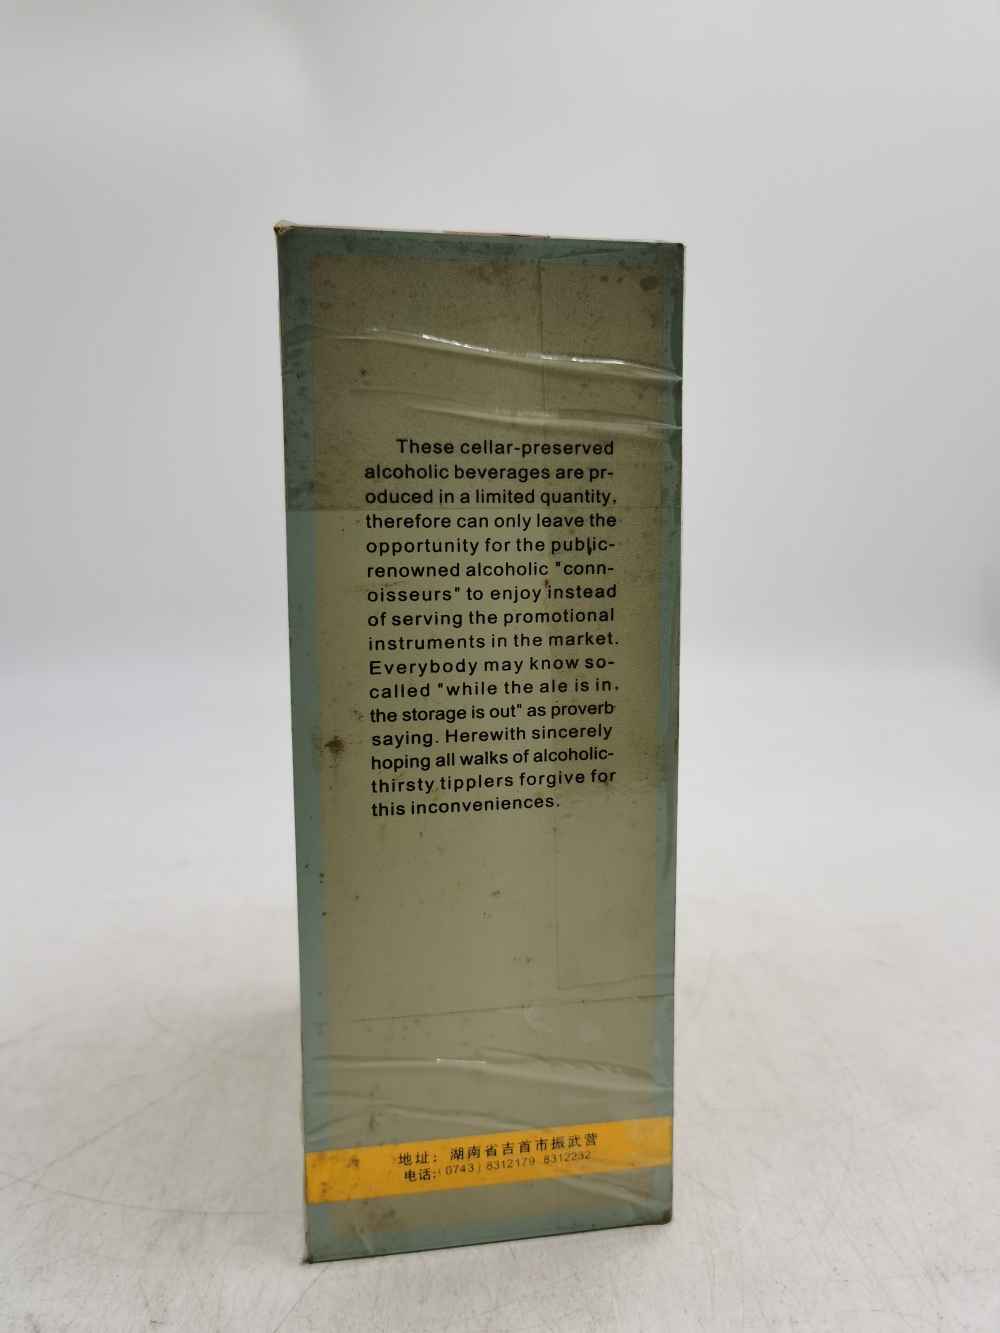 These cellar-preserved
alcoholic beverages are pr-
oduced in a limited quantity,
therefore can only leave the
opportunity for the public-
renowned alcoholic "conn-
oisseurs" to enjoy instead
of serving the promotional
instruments in the market.
Everybody may know so-
called "while the ale is in,
the storage is out" as proverb
saying. Herewith sincerely
hoping all walks of alcoholic-
thirsty tipplers forgive for
this inconveniences.
地址：湖南省吉首市振武营
电话:(0743)8312179 8312232